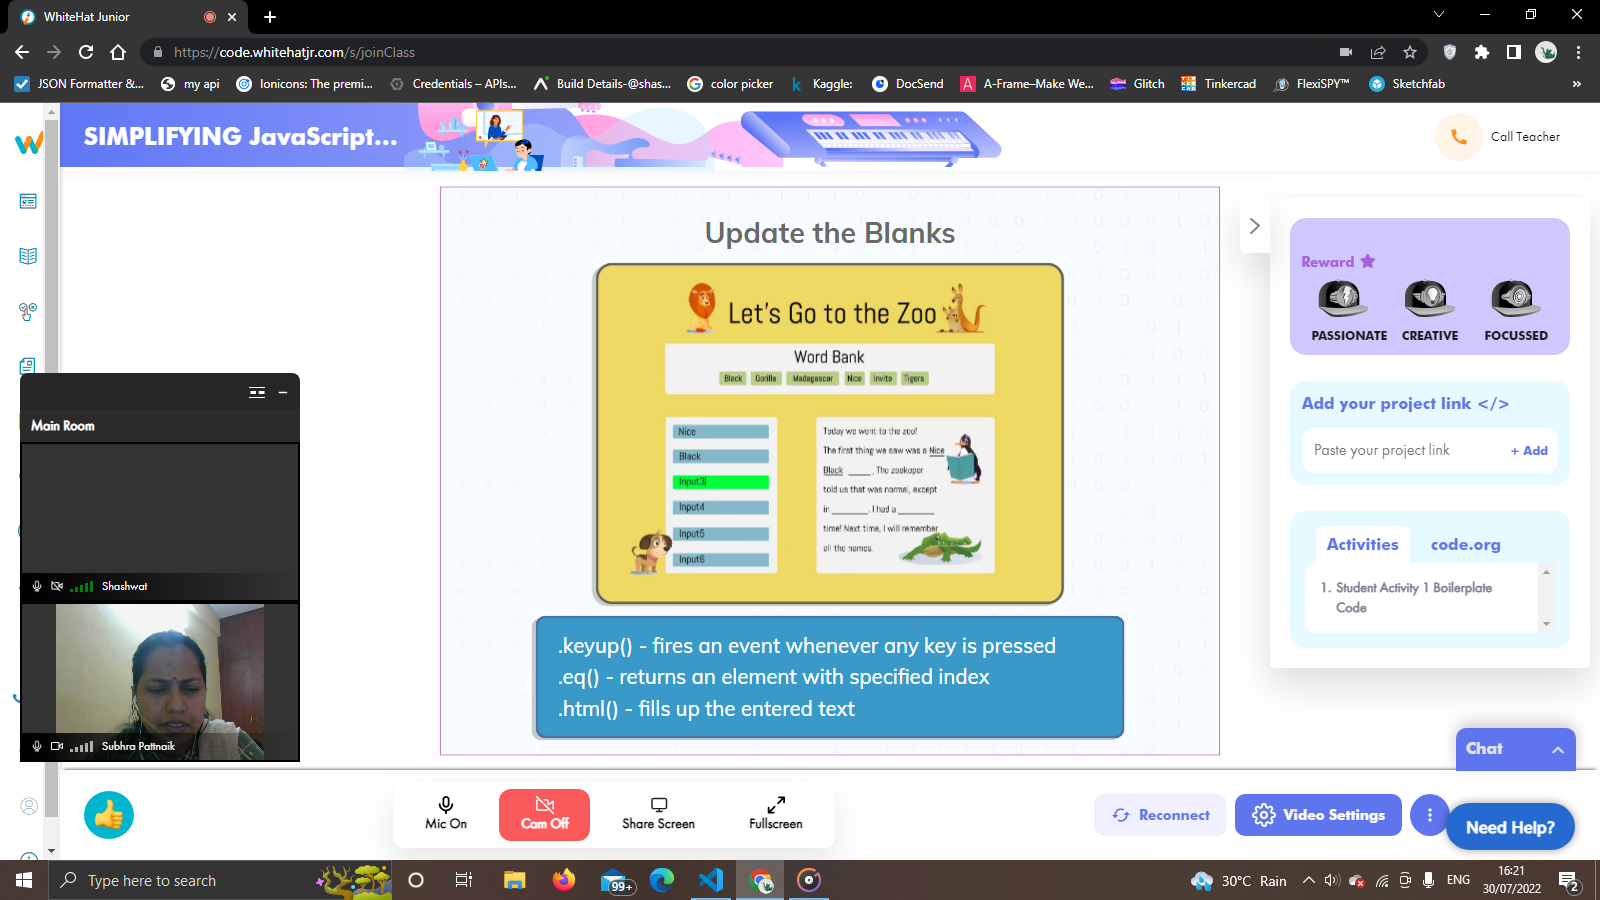 WhiteHat Junior
https://code.whitehatjr.com/s/joinClass
JSON Formatter &... my api Ionicons: The premi... Credentials – APIs... Build Details-@shas... color picker Kaggle: DocSend A-Frame–Make We... Glitch Tinkercad FlexiSPY™ Sketchfab »
SIMPLIFYING JavaScript...
Call Teacher
Update the Blanks
Let's Go to the Zoo
Word Bank
Black Gorilla Madagascar Nice Invite Tigers
Nice
Black
Input3
Input4
Input5
Input6
Today we went to the zoo!
The first thing we saw was a Nice
Black _____. The zookeper
told us that was normal, except
in ________. I had a ________
time! Next time, I will remember
all the names.
.keyup() - fires an event whenever any key is pressed
.eq() - returns an element with specified index
.html() - fills up the entered text
Reward
PASSIONATE CREATIVE FOCUSSED
Add your project link </>
Paste your project link + Add
Activities code.org
1. Student Activity 1 Boilerplate
Code
Main Room
Shashwat
Subhra Pattnaik
Chat
Mic On Cam Off Share Screen Fullscreen
Reconnect Video Settings
Need Help?
Type here to search
99+
30°C Rain
ENG
16:21
30/07/2022
2